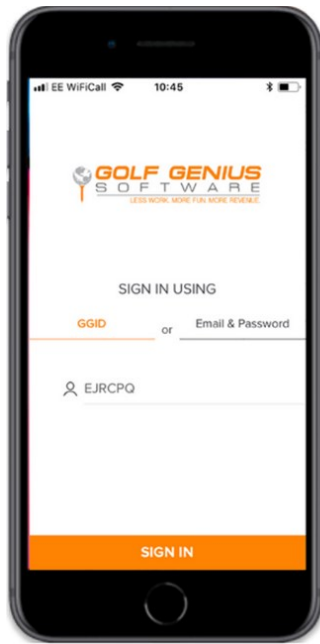 EE WiFiCall 10:45
GOLF GENIUS
SOFTWARE
LESS WORK. MORE FUN. MORE REVENUE.
SIGN IN USING
GGID or Email & Password
EJRCPQ
SIGN IN